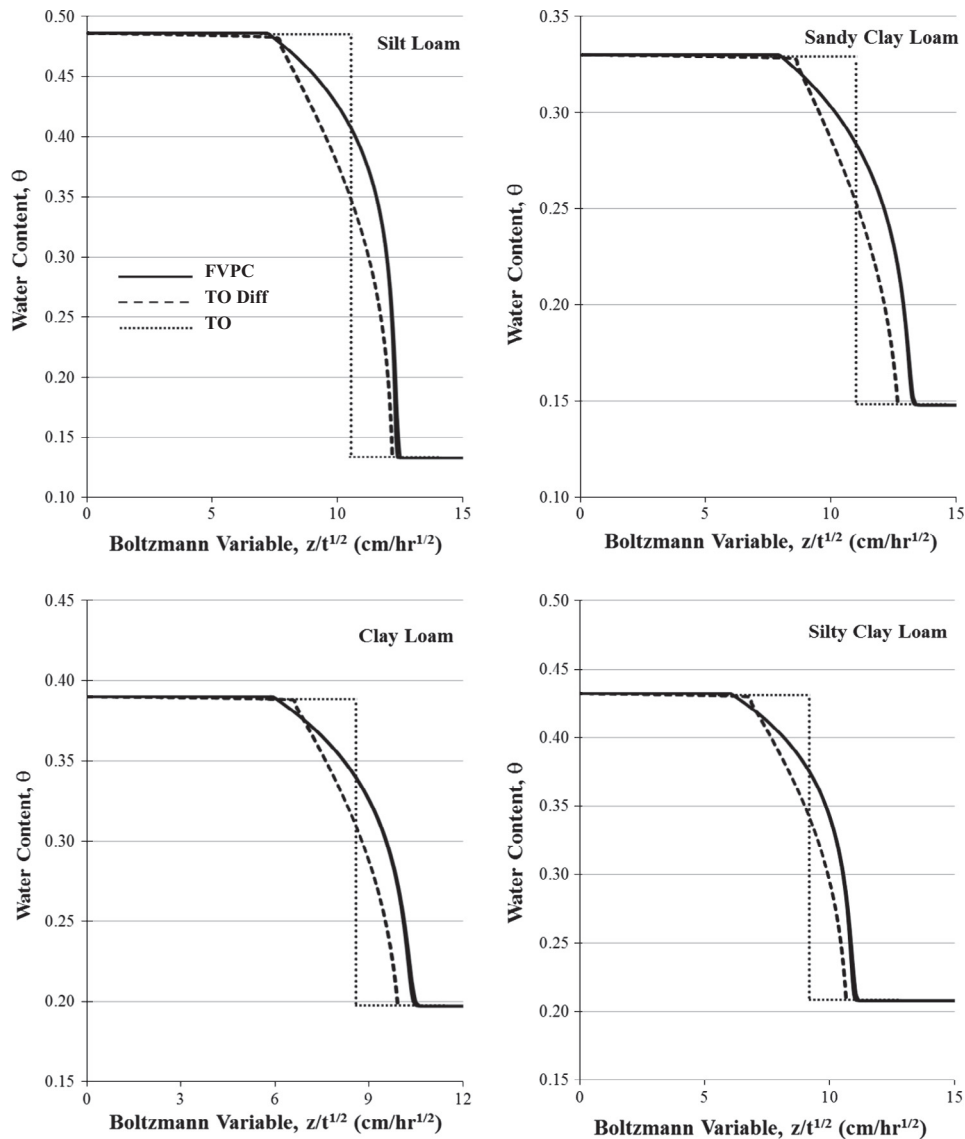 Silt Loam
0.50
0.45
0.40
0.35
0.30
0.25
0.20
0.15
0.10
Water Content, θ
FVPC
TO Diff
TO
0 5 10 15
Boltzmann Variable, z/t^1/2 (cm/hr^1/2)
Sandy Clay Loam
0.35
0.30
0.25
0.20
0.15
0.10
Water Content, θ
0 5 10 15
Boltzmann Variable, z/t^1/2 (cm/hr^1/2)
Clay Loam
0.45
0.40
0.35
0.30
0.25
0.20
0.15
Water Content, θ
0 3 6 9 12
Boltzmann Variable, z/t^1/2 (cm/hr^1/2)
Silty Clay Loam
0.50
0.45
0.40
0.35
0.30
0.25
0.20
0.15
Water Content, θ
0 5 10 15
Boltzmann Variable, z/t^1/2 (cm/hr^1/2)